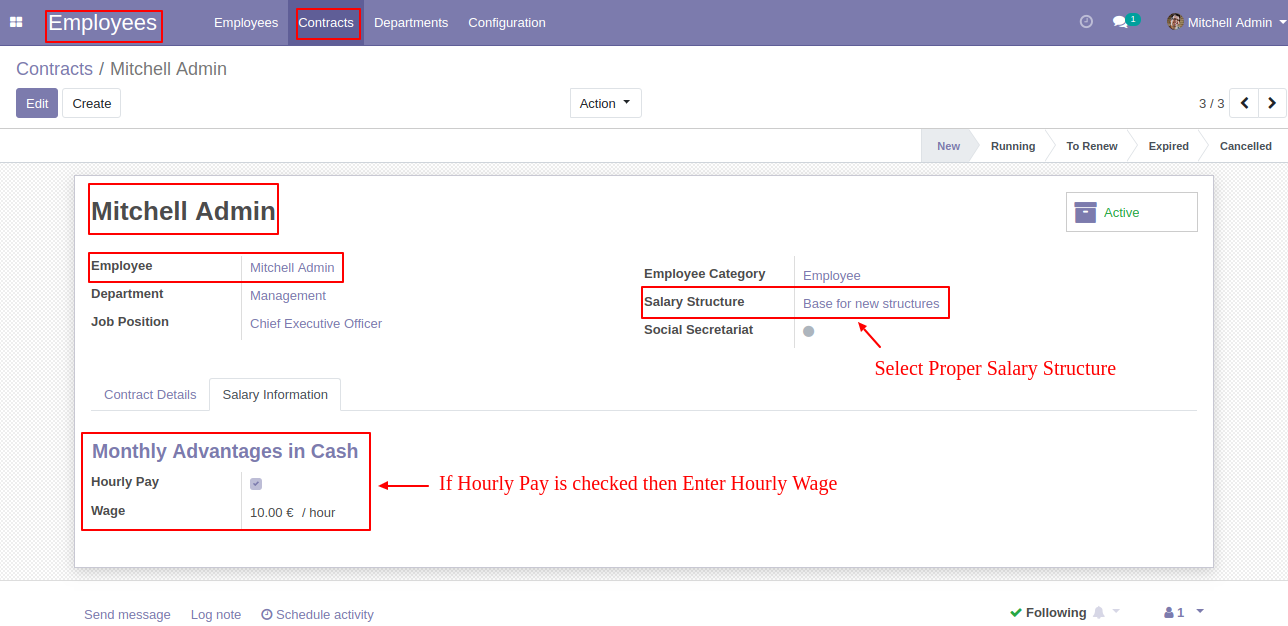 Employees Employees Contracts Departments Configuration 1 Mitchell Admin
Contracts / Mitchell Admin
Edit Create Action 3 / 3
New Running To Renew Expired Cancelled
Mitchell Admin
Active
Employee Mitchell Admin
Department Management
Job Position Chief Executive Officer
Employee Category Employee
Salary Structure Base for new structures
Social Secretariat
Select Proper Salary Structure
Contract Details Salary Information
Monthly Advantages in Cash
Hourly Pay
If Hourly Pay is checked then Enter Hourly Wage
Wage 10.00 € / hour
Send message Log note Schedule activity Following 1